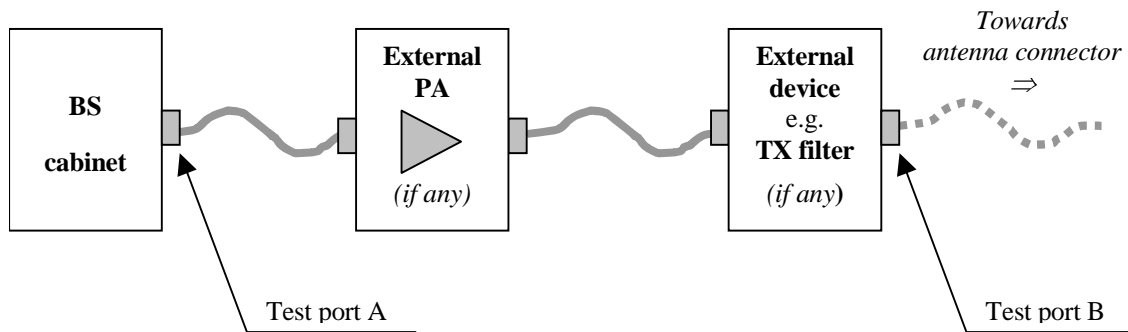 BS
cabinet
External
PA
(if any)
External
device
e.g.
TX filter
(if any)
Towards
antenna connector
⇒
Test port A
Test port B